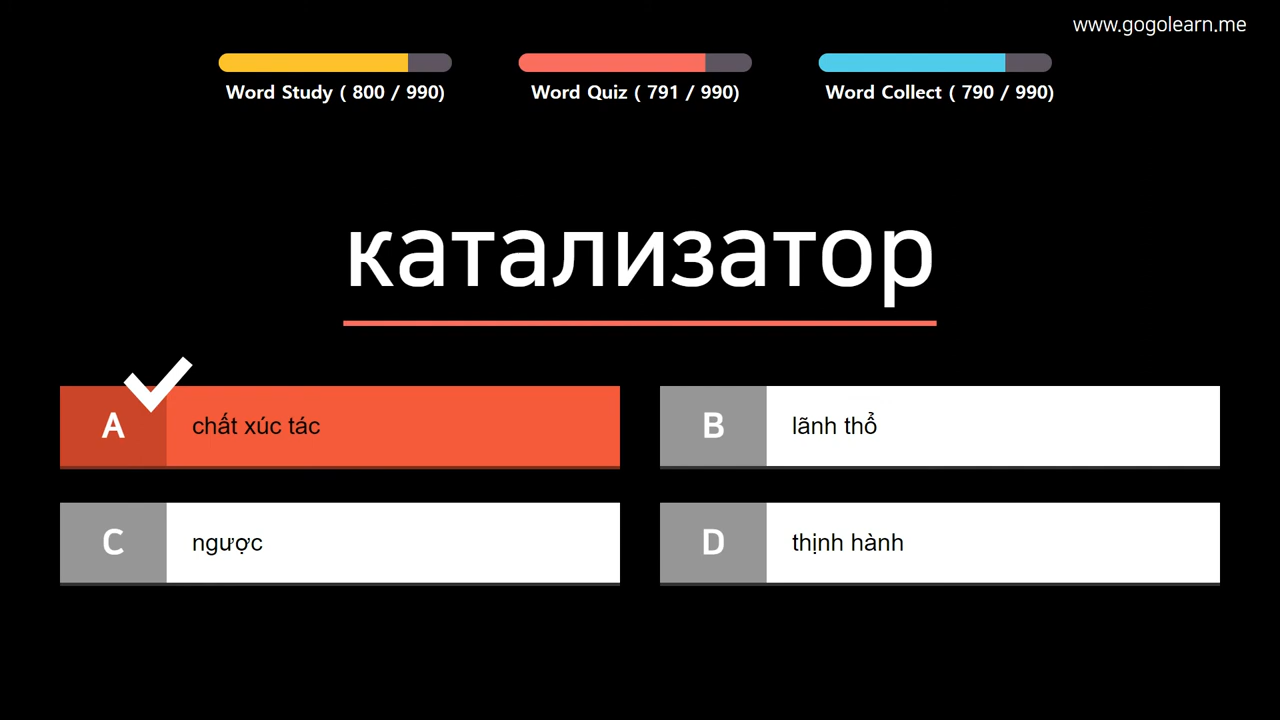 www.gogolearn.me
Word Study ( 800 / 990)
Word Quiz ( 791 / 990)
Word Collect ( 790 / 990)
катализатор
A chất xúc tác
B lãnh thổ
C ngược
D thịnh hành